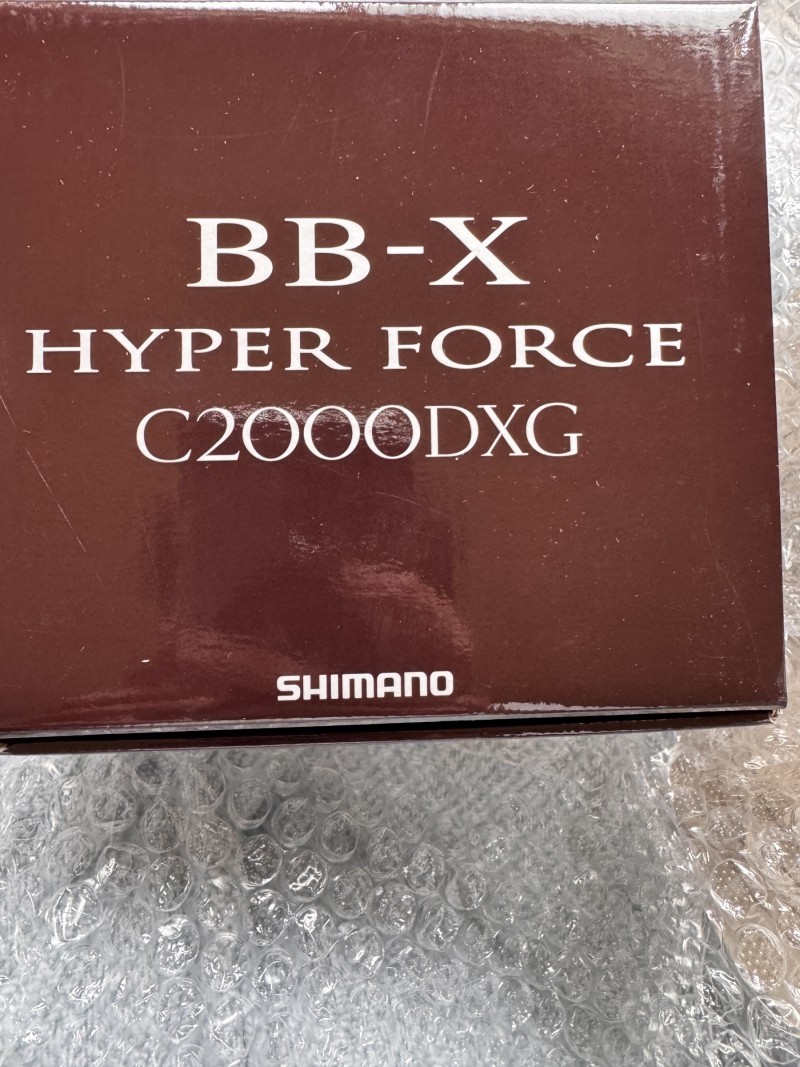 BB-X
HYPER FORCE
C2000DXG
SHIMANO